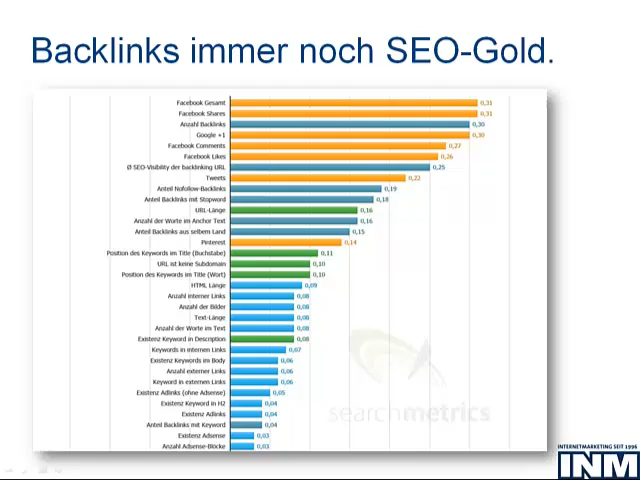 Backlinks immer noch SEO-Gold.
Facebook Gesamt 0,31
Facebook Shares 0,31
Anzahl Backlinks 0,30
Google +1 0,30
Facebook Comments 0,27
Facebook Likes 0,26
Ø SEO-Visibility der backlinking URL 0,25
Tweets 0,22
Anteil Nofollow-Backlinks 0,19
Anteil Backlinks mit Stopword 0,18
URL-Länge 0,16
Anzahl der Worte im Anchor Text 0,16
Anteil Backlinks aus selbem Land 0,15
Pinterest 0,14
Position des Keywords im Title (Buchstabe) 0,11
URL ist keine Subdomain 0,10
Position des Keywords im Title (Wort) 0,10
HTML Länge 0,09
Anzahl interner Links 0,08
Anzahl der Bilder 0,08
Text-Länge 0,08
Anzahl der Worte im Text 0,08
Existenz Keyword in Description 0,08
Keywords in internen Links 0,07
Existenz Keywords im Body 0,06
Anzahl externer Links 0,06
Keyword in externen Links 0,06
Existenz Adlinks (ohne Adsense) 0,05
Existenz Keyword in H2 0,04
Existenz Adlinks 0,04
Anteil Backlinks mit Keyword 0,04
Existenz Adsense 0,03
Anzahl Adsense-Blöcke 0,03
searchmetrics
INTERNETMARKETING SEIT 1996
INM